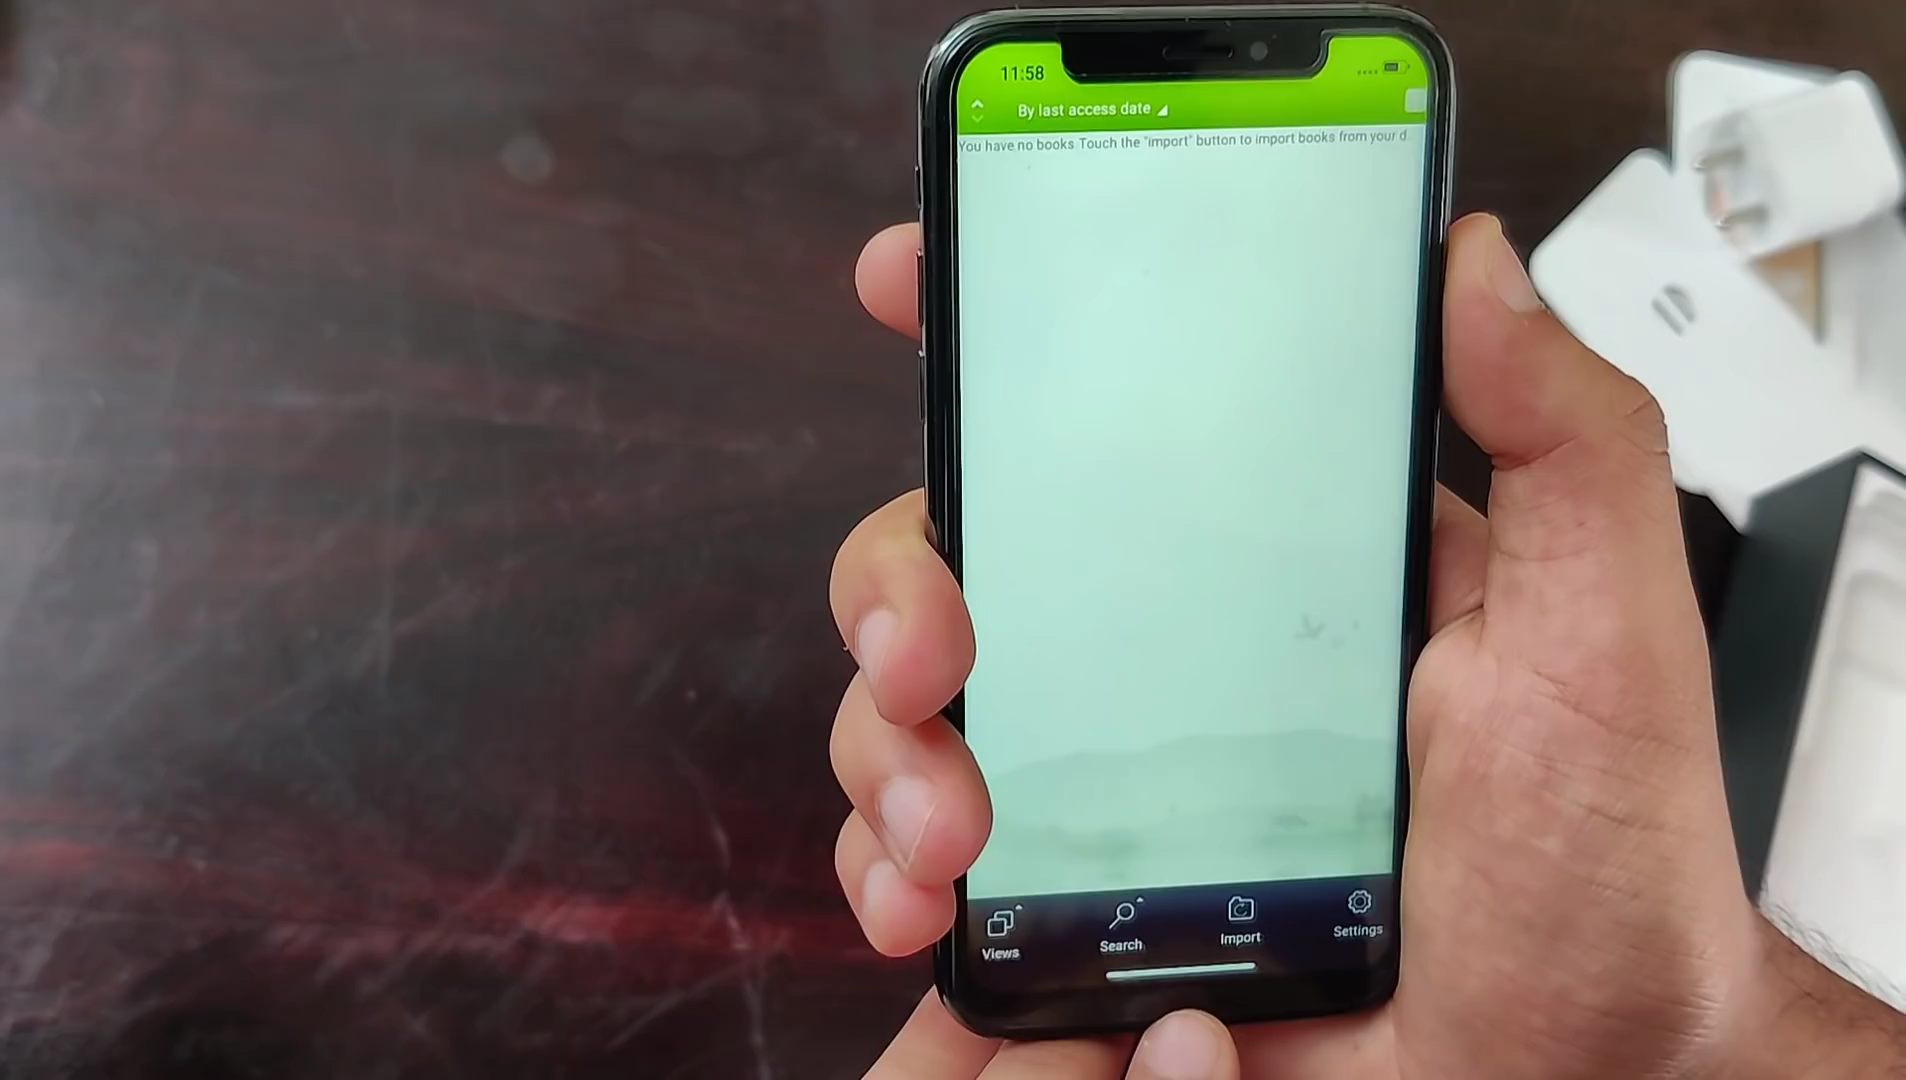 11:58
By last access date
You have no books. Touch the "import" button to import books from your d
Views
Search
Import
Settings